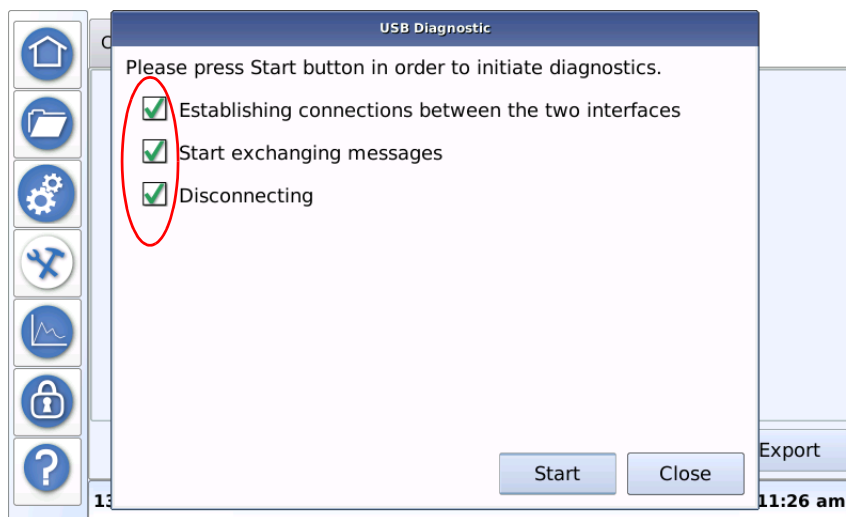 USB Diagnostic
Please press Start button in order to initiate diagnostics.
Establishing connections between the two interfaces
Start exchanging messages
Disconnecting
Export
Start
Close
11:26 am